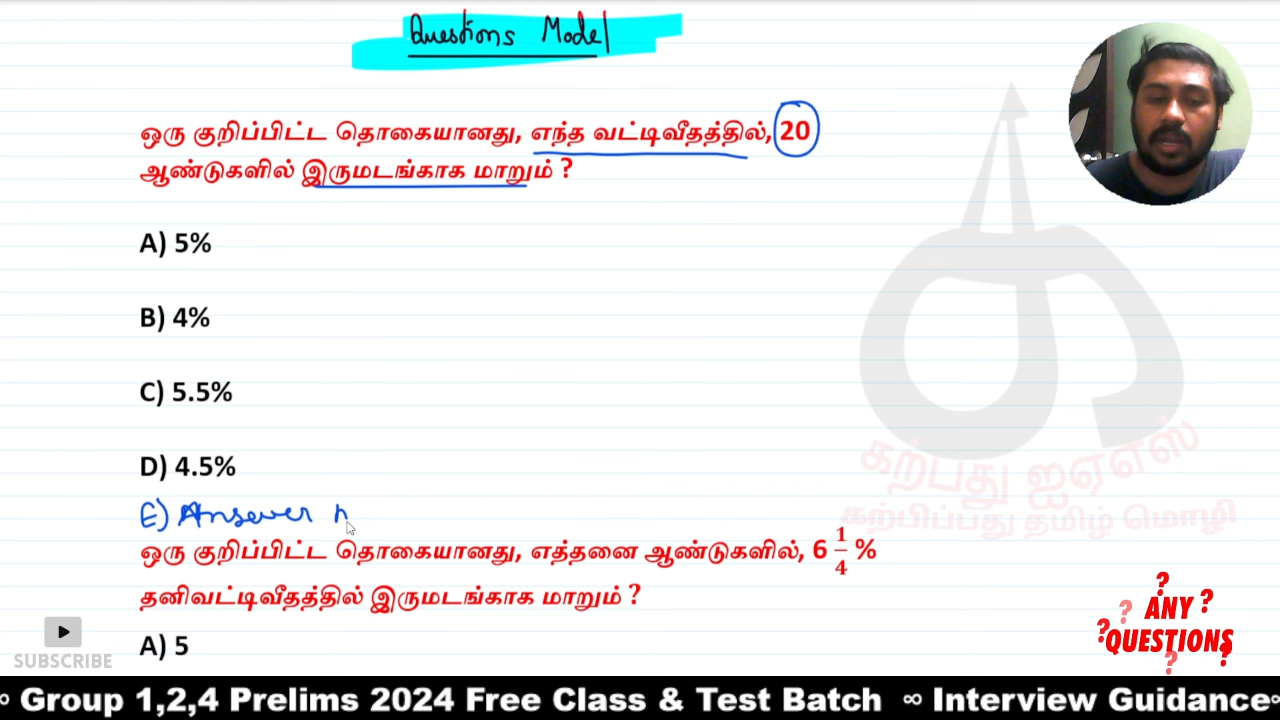 Questions Model
ஒரு குறிப்பிட்ட தொகையானது, எந்த வட்டிவீதத்தில், 20
ஆண்டுகளில் இருமடங்காக மாறும் ?
A) 5%
B) 4%
C) 5.5%
D) 4.5%
E) Answer n
ஒரு குறிப்பிட்ட தொகையானது, எத்தனை ஆண்டுகளில், 6 1/4 %
தனிவட்டிவீதத்தில் இருமடங்காக மாறும் ?
A) 5
கற்பது ஐஏஎஸ்
கற்பிப்பது தமிழ் மொழி
SUBSCRIBE
? ANY ?
? QUESTIONS ?
?
∞ Group 1,2,4 Prelims 2024 Free Class & Test Batch ∞ Interview Guidance